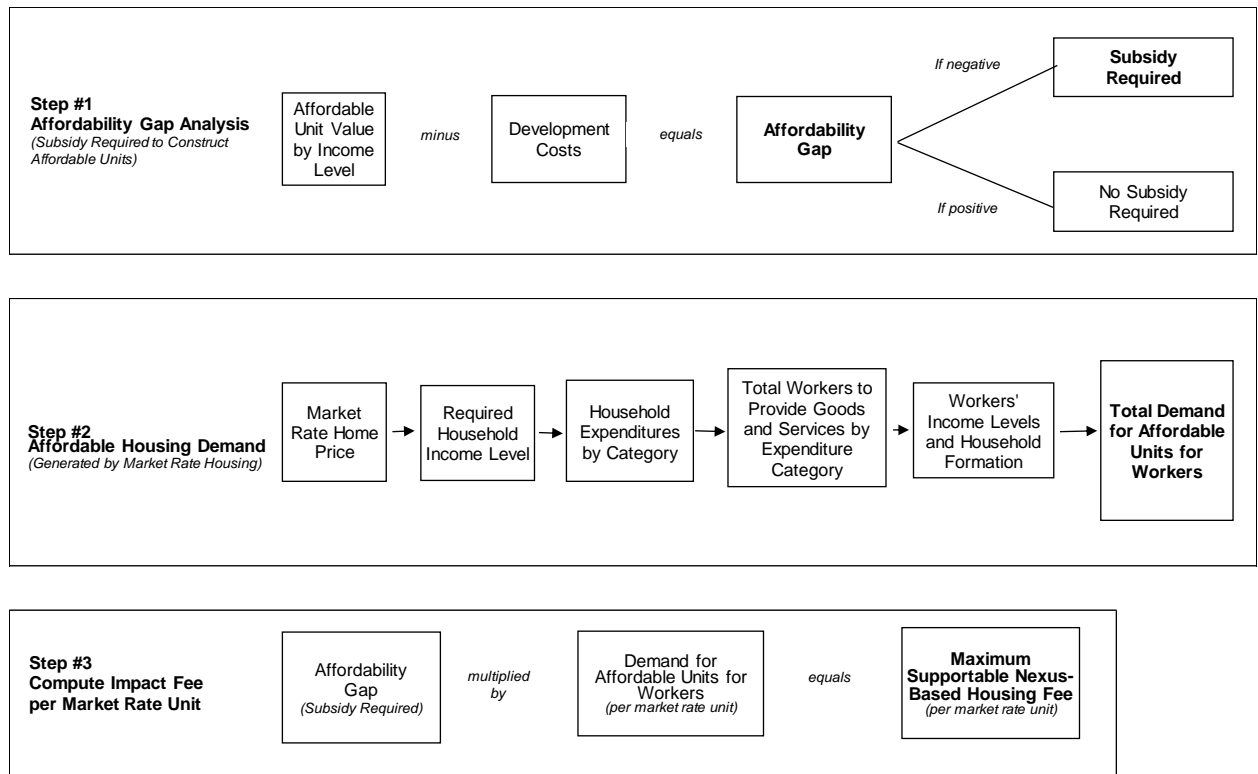 Step #1
Affordability Gap Analysis
(Subsidy Required to Construct
Affordable Units)
Affordable
Unit Value
by Income
Level
minus
Development
Costs
equals
Affordability
Gap
If negative
Subsidy
Required
If positive
No Subsidy
Required
Step #2
Affordable Housing Demand
(Generated by Market Rate Housing)
Market
Rate Home
Price
Required
Household
Income Level
Household
Expenditures
by Category
Total Workers to
Provide Goods
and Services by
Expenditure
Category
Workers'
Income Levels
and Household
Formation
Total Demand
for Affordable
Units for
Workers
Step #3
Compute Impact Fee
per Market Rate Unit
Affordability
Gap
(Subsidy Required)
multiplied
by
Demand for
Affordable Units for
Workers
(per market rate unit)
equals
Maximum
Supportable Nexus-
Based Housing Fee
(per market rate unit)